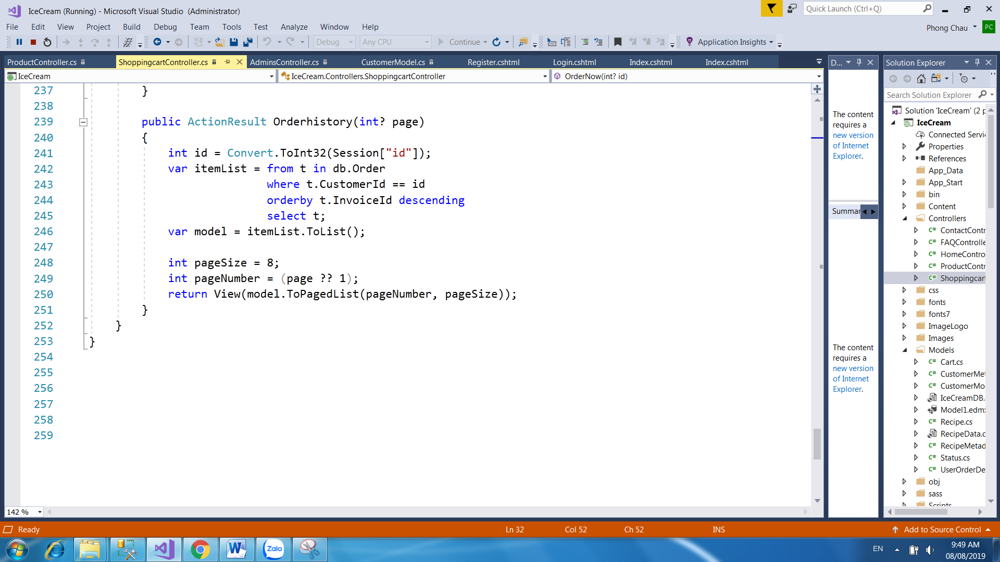 IceCream (Running) - Microsoft Visual Studio (Administrator)
Quick Launch (Ctrl+Q)
File Edit View Project Build Debug Team Tools Test Analyze Window Help
Phong Chau PC
Debug Any CPU Continue Application Insights
ProductController.cs ShoppingcartController.cs AdminsController.cs CustomerModel.cs Register.cshtml Login.cshtml Index.cshtml Index.cshtml
IceCream IceCream.Controllers.ShoppingcartController OrderNow(int? id)
237 }
238
239 public ActionResult Orderhistory(int? page)
240 {
241 int id = Convert.ToInt32(Session["id"]);
242 var itemList = from t in db.Order
243 where t.CustomerId == id
244 orderby t.InvoiceId descending
245 select t;
246 var model = itemList.ToList();
247
248 int pageSize = 8;
249 int pageNumber = (page ?? 1);
250 return View(model.ToPagedList(pageNumber, pageSize));
251 }
252 }
253 }
254
255
256
257
258
259
142 %
D...
The content
requires a
new version
of Internet
Explorer.
Summar
The content
requires a
new version
of Internet
Explorer.
Solution Explorer
Search Solution Explorer
Solution 'IceCream' (2 p
IceCream
Connected Servi
Properties
References
App_Data
App_Start
bin
Content
Controllers
C# ContactContr
C# FAQControlle
C# HomeContro
C# ProductContr
C# Shoppingcart
css
fonts
fonts7
ImageLogo
Images
Models
C# Cart.cs
C# CustomerMet
C# CustomerMo
IceCreamDB.
Model1.edmx
C# Recipe.cs
RecipeData.c
C# RecipeMetad
C# Status.cs
C# UserOrderDe
obj
sass
Scripts
Ready Ln 32 Col 52 Ch 52 INS Add to Source Control
Zalo
EN
9:49 AM
08/08/2019